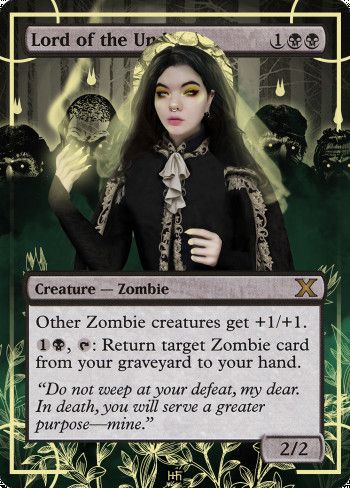 Lord of the Un
1
Other Zombie creatures get +1/+1.
Creature — Zombie
X
1, : Return target Zombie card
from your graveyard to your hand.
“Do not weep at your defeat, my dear.
In death, you will serve a greater
purpose—mine.”
2/2